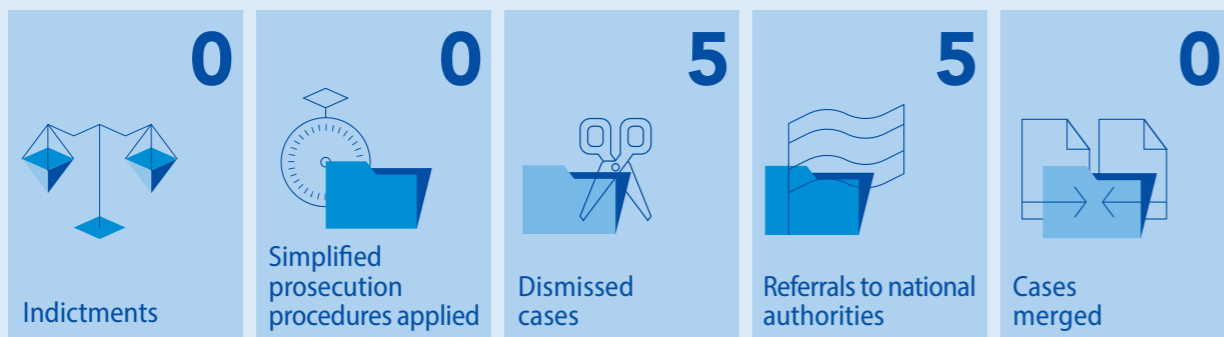 0
Indictments
0
Simplified
prosecution
procedures applied
5
Dismissed
cases
5
Referrals to national
authorities
0
Cases
merged